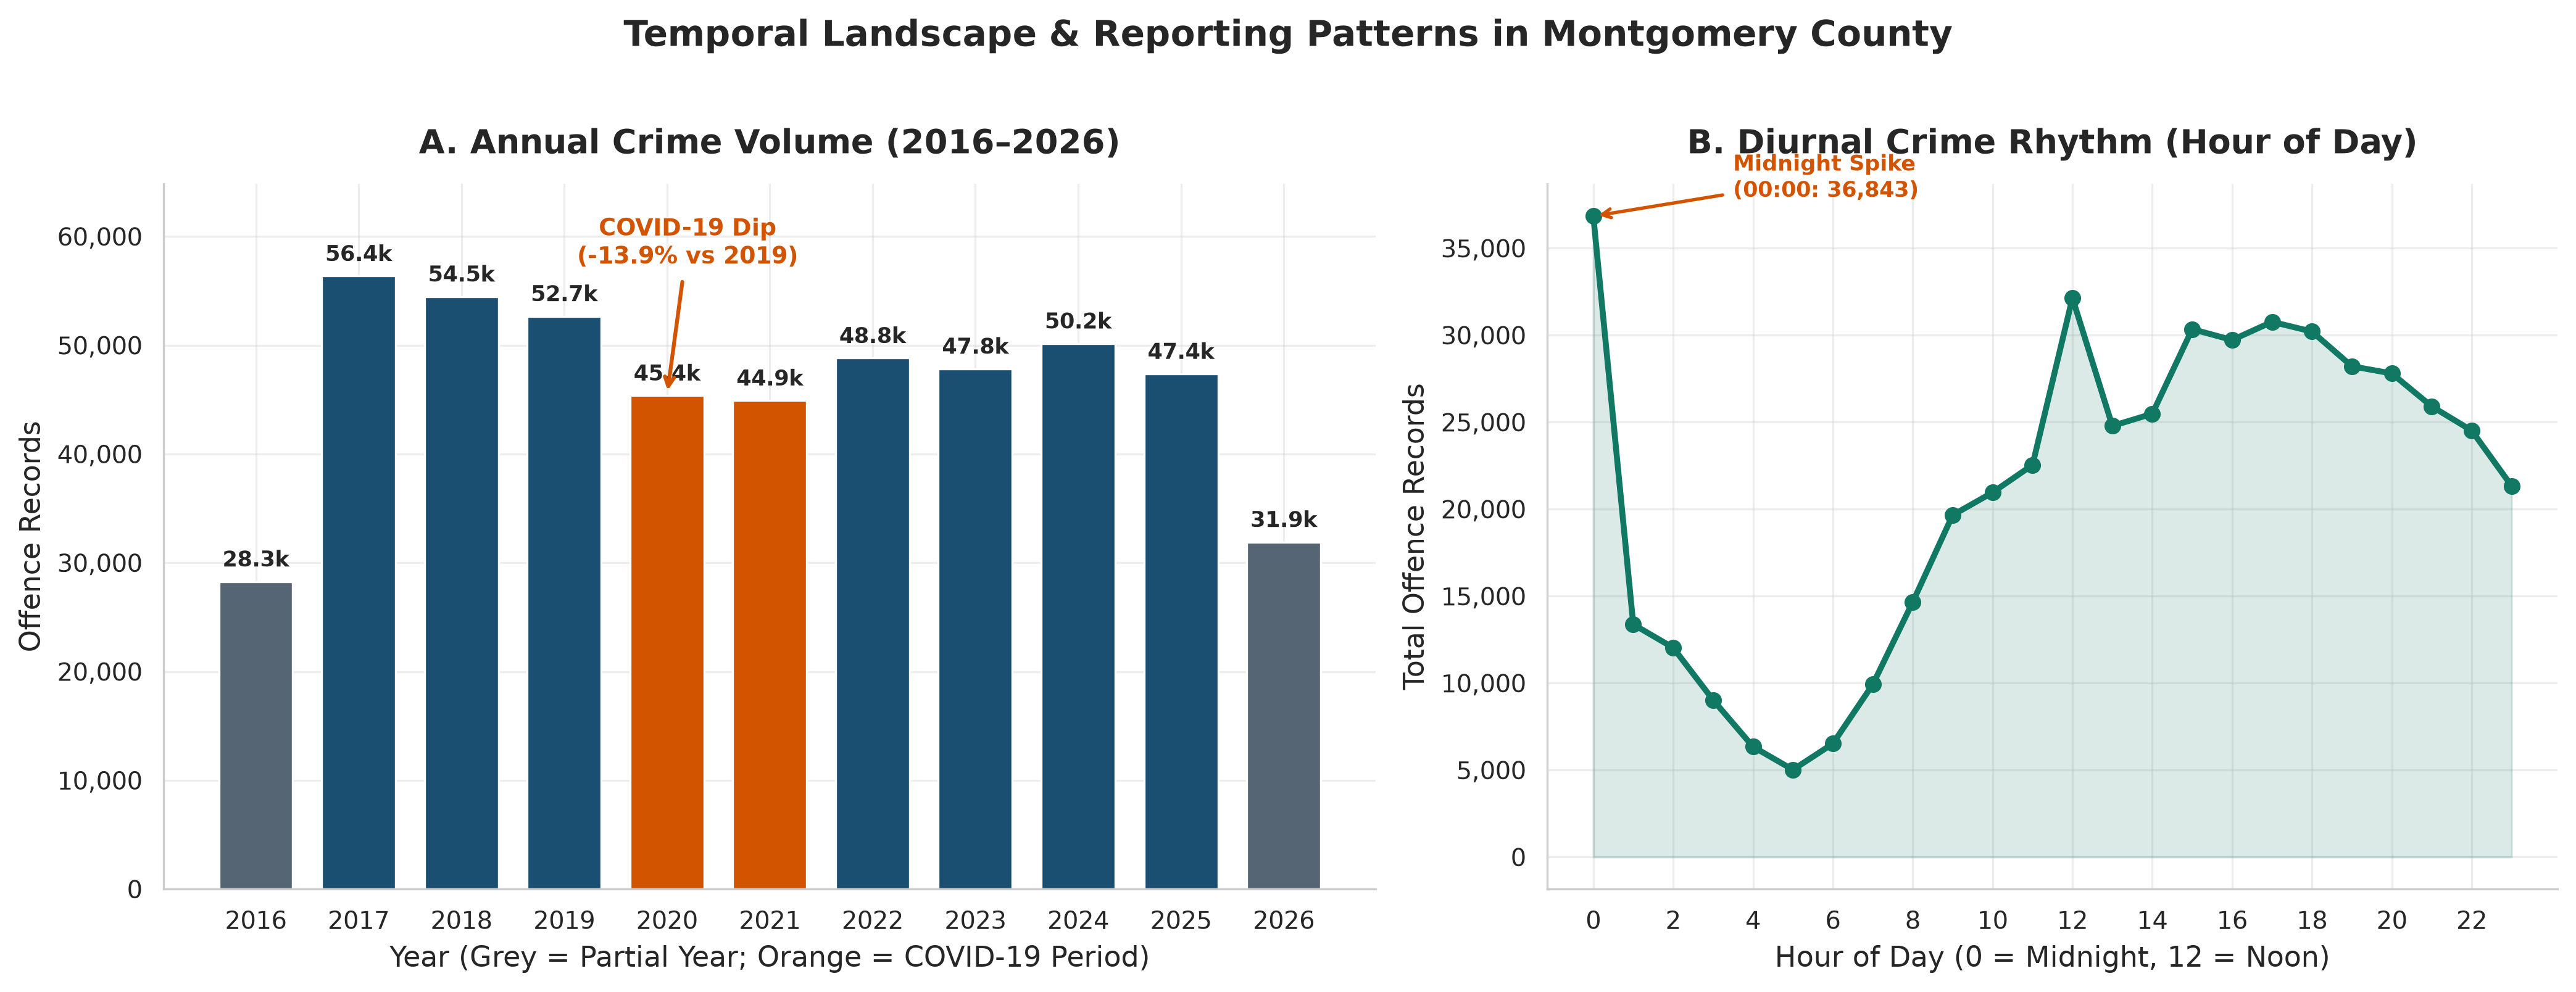 Temporal Landscape & Reporting Patterns in Montgomery County
A. Annual Crime Volume (2016–2026)
Offence Records
60,000
50,000
40,000
30,000
20,000
10,000
0
28.3k
56.4k
54.5k
52.7k
45.4k
44.9k
48.8k
47.8k
50.2k
47.4k
31.9k
COVID-19 Dip
(-13.9% vs 2019)
2016 2017 2018 2019 2020 2021 2022 2023 2024 2025 2026
Year (Grey = Partial Year; Orange = COVID-19 Period)
B. Diurnal Crime Rhythm (Hour of Day)
Midnight Spike
(00:00: 36,843)
Total Offence Records
35,000
30,000
25,000
20,000
15,000
10,000
5,000
0
0 2 4 6 8 10 12 14 16 18 20 22
Hour of Day (0 = Midnight, 12 = Noon)